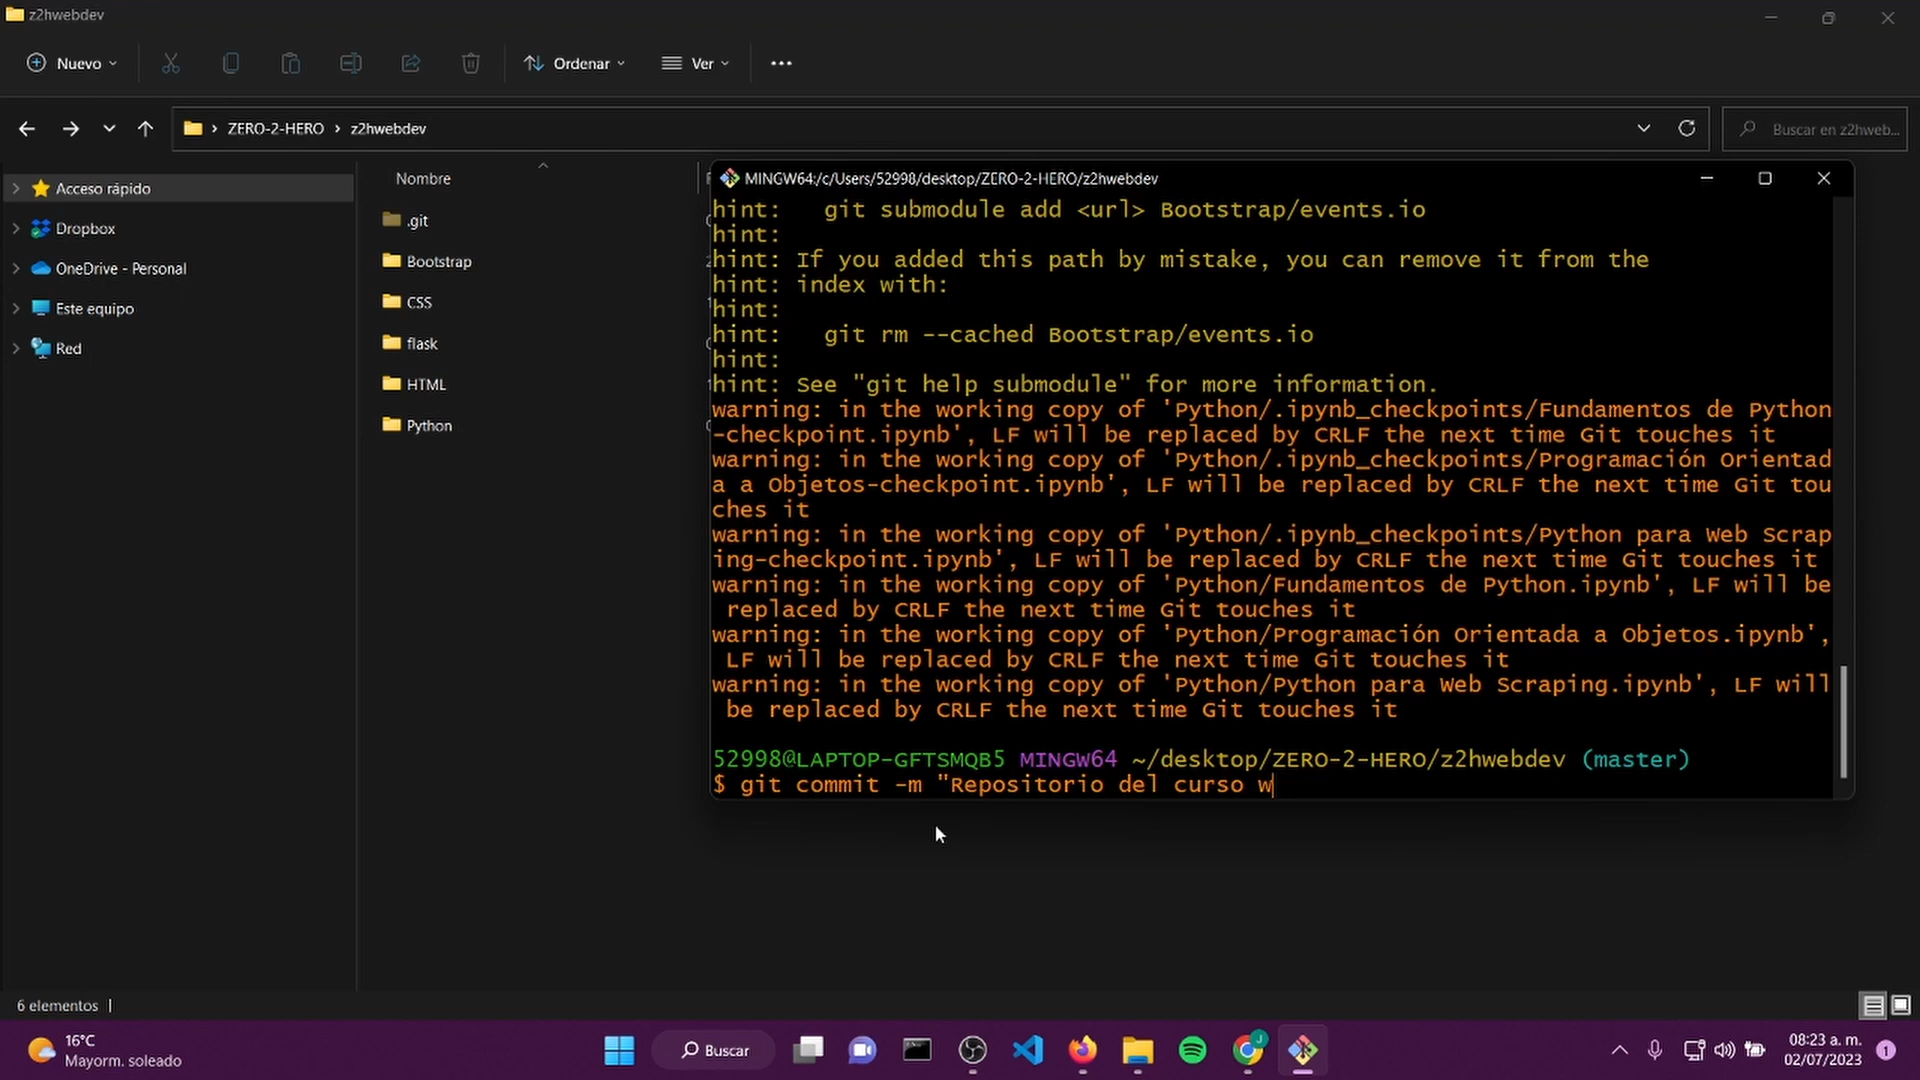 z2hwebdev
Nuevo
Ordenar
Ver
ZERO-2-HERO › z2hwebdev
Buscar en z2hweb...
Acceso rápido
Dropbox
OneDrive - Personal
Este equipo
Red
Nombre
.git
Bootstrap
CSS
flask
HTML
Python
MINGW64:/c/Users/52998/desktop/ZERO-2-HERO/z2hwebdev
hint:   git submodule add <url> Bootstrap/events.io
hint:
hint: If you added this path by mistake, you can remove it from the
hint: index with:
hint:
hint:   git rm --cached Bootstrap/events.io
hint:
hint: See "git help submodule" for more information.
warning: in the working copy of 'Python/.ipynb_checkpoints/Fundamentos de Python
-checkpoint.ipynb', LF will be replaced by CRLF the next time Git touches it
warning: in the working copy of 'Python/.ipynb_checkpoints/Programación Orientad
a a Objetos-checkpoint.ipynb', LF will be replaced by CRLF the next time Git tou
ches it
warning: in the working copy of 'Python/.ipynb_checkpoints/Python para Web Scrap
ing-checkpoint.ipynb', LF will be replaced by CRLF the next time Git touches it
warning: in the working copy of 'Python/Fundamentos de Python.ipynb', LF will be
 replaced by CRLF the next time Git touches it
warning: in the working copy of 'Python/Programación Orientada a Objetos.ipynb',
 LF will be replaced by CRLF the next time Git touches it
warning: in the working copy of 'Python/Python para Web Scraping.ipynb', LF will
 be replaced by CRLF the next time Git touches it
52998@LAPTOP-GFTSMQB5 MINGW64 ~/desktop/ZERO-2-HERO/z2hwebdev (master)
$ git commit -m "Repositorio del curso w
6 elementos
16°C
Mayorm. soleado
Buscar
J
08:23 a. m.
02/07/2023
1